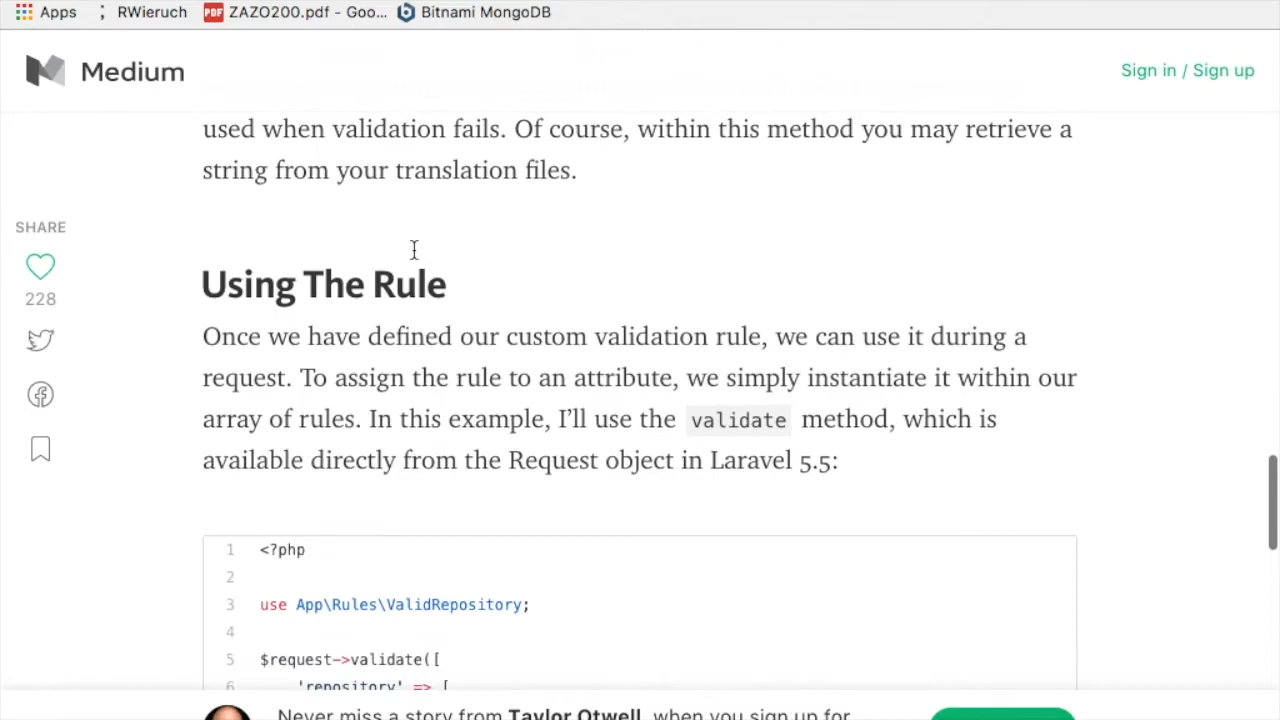 Apps ; RWieruch PDF ZAZO200.pdf - Goo... Bitnami MongoDB
Medium
Sign in / Sign up
used when validation fails. Of course, within this method you may retrieve a
string from your translation files.
SHARE
228
Using The Rule
Once we have defined our custom validation rule, we can use it during a
request. To assign the rule to an attribute, we simply instantiate it within our
array of rules. In this example, I’ll use the validate method, which is
available directly from the Request object in Laravel 5.5:
1 <?php
2
3 use App\Rules\ValidRepository;
4
5 $request->validate([
6 'repository' => [
Never miss a story from Taylor Otwell, when you sign up for